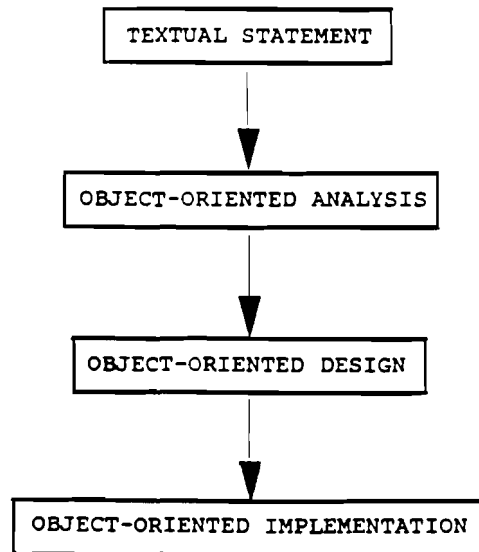 TEXTUAL STATEMENT
OBJECT-ORIENTED ANALYSIS
OBJECT-ORIENTED DESIGN
OBJECT-ORIENTED IMPLEMENTATION